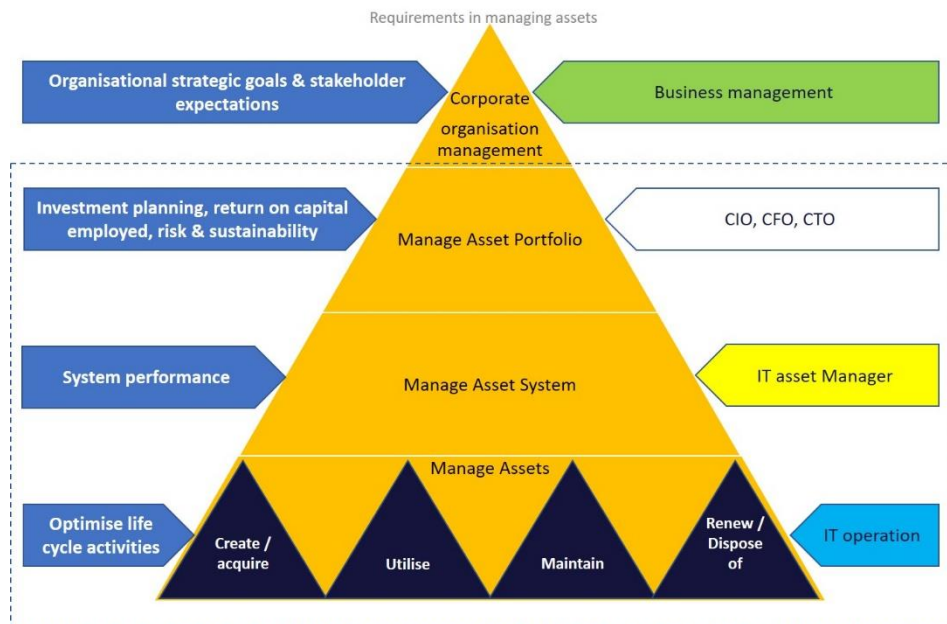 Requirements in managing assets
Organisational strategic goals & stakeholder
expectations
Corporate
organisation
management
Business management
Investment planning, return on capital
employed, risk & sustainability
Manage Asset Portfolio
CIO, CFO, CTO
System performance
Manage Asset System
IT asset Manager
Manage Assets
Optimise life
cycle activities
Create /
acquire
Utilise
Maintain
Renew /
Dispose
of
IT operation